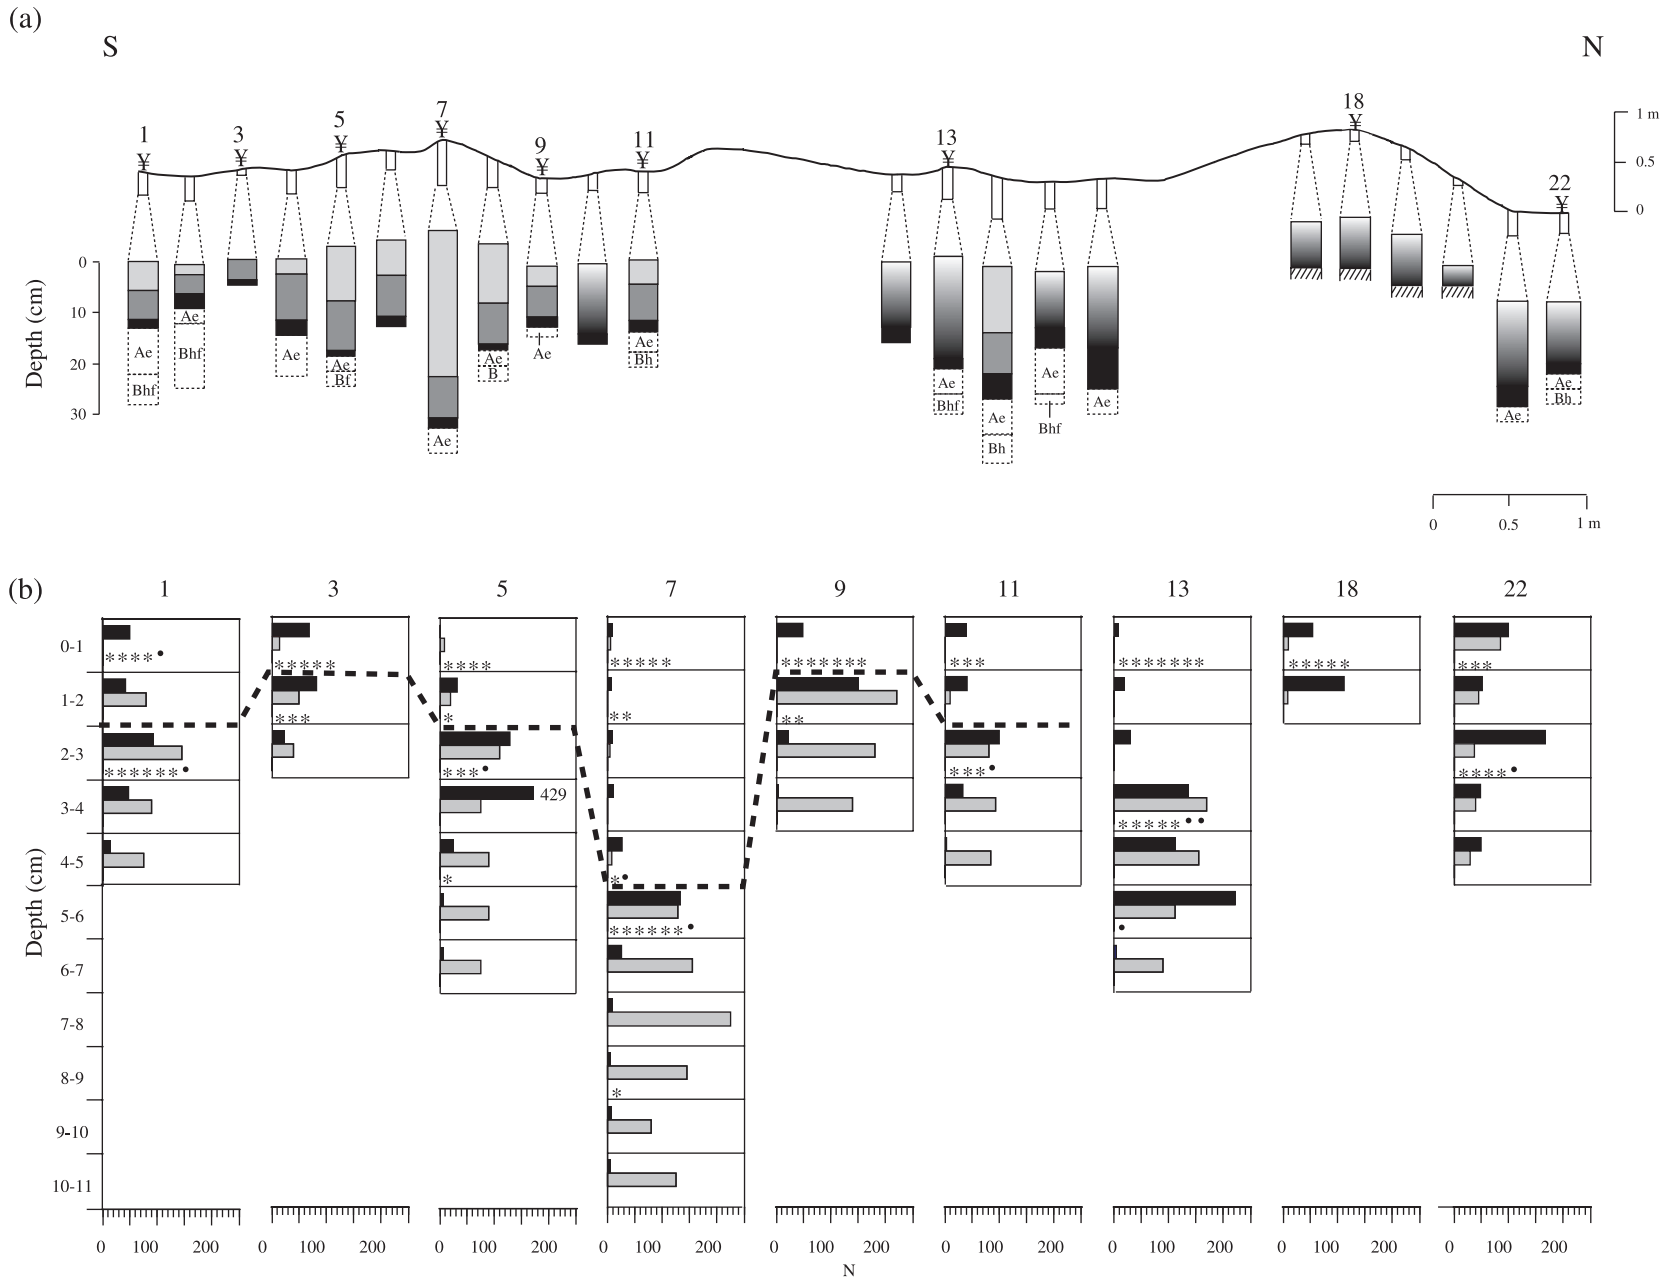 (a)
S N
1 3 5 7 9 11 13 18 22
¥ ¥ ¥ ¥ ¥ ¥ ¥ ¥ ¥
1 m
0.5
0
Depth (cm)
0
10
20
30
Ae
Bhf
Ae
Bhf
Ae
Ae
Bf
Ae
Ae
B
Ae
Ae
Bh
Ae
Bhf
Ae
Bh
Ae
Bhf
Ae
Ae
Ae
Bh
0 0.5 1 m
(b)
1 3 5 7 9 11 13 18 22
Depth (cm)
0-1
****• ***** **** ***** ******* *** ******* ***** ***
1-2
*** * ** **
2-3
******• ***• ***• ****•
3-4
429
*****••
4-5
* *•
5-6
******• •
6-7
7-8
8-9
*
9-10
10-11
0 100 200 0 100 200 0 100 200 0 100 200 0 100 200 0 100 200 0 100 200 0 100 200 0 100 200
N